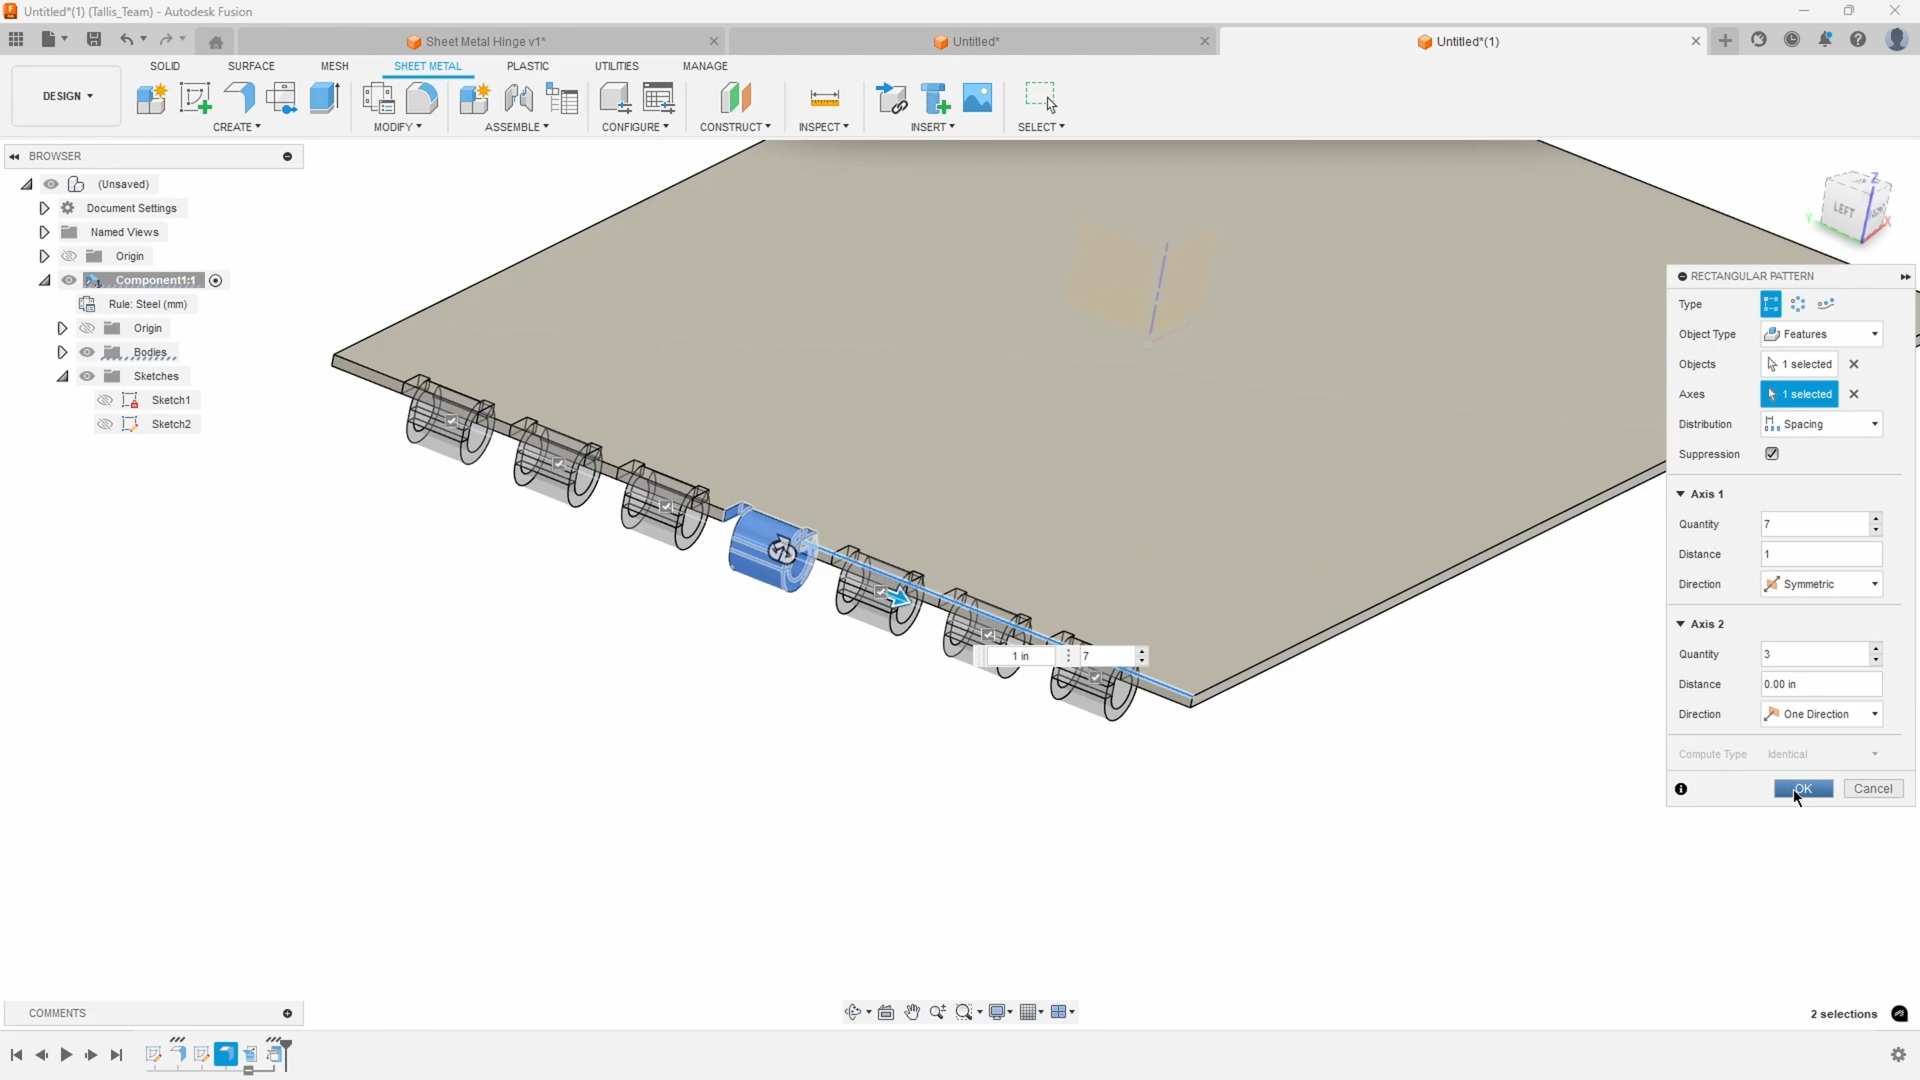 Untitled*(1) (Tallis_Team) - Autodesk Fusion
Sheet Metal Hinge v1*
Untitled*
Untitled*(1)
DESIGN
SOLID
SURFACE
MESH
SHEET METAL
PLASTIC
UTILITIES
MANAGE
CREATE
MODIFY
ASSEMBLE
CONFIGURE
CONSTRUCT
INSPECT
INSERT
SELECT
BROWSER
(Unsaved)
Document Settings
Named Views
Origin
Component1:1
Rule: Steel (mm)
Origin
Bodies
Sketches
Sketch1
Sketch2
Z
LEFT
Y
X
1 in
7
RECTANGULAR PATTERN
Type
Object Type Features
Objects 1 selected
Axes 1 selected
Distribution Spacing
Suppression
Axis 1
Quantity 7
Distance 1
Direction Symmetric
Axis 2
Quantity 3
Distance 0.00 in
Direction One Direction
Compute Type Identical
OK Cancel
COMMENTS
2 selections